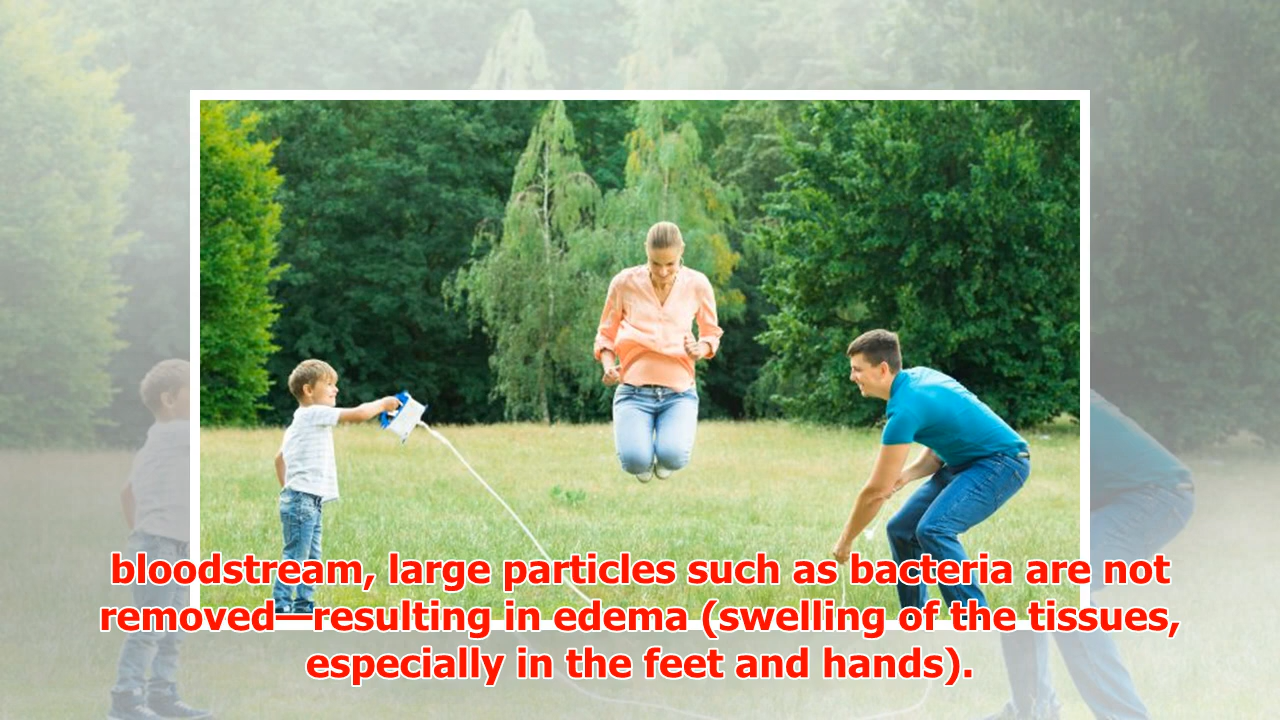 bloodstream, large particles such as bacteria are not
removed—resulting in edema (swelling of the tissues,
especially in the feet and hands).